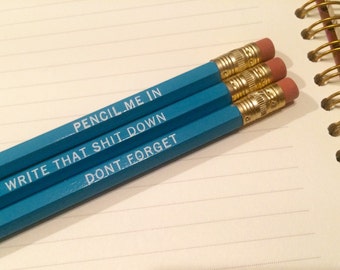 PENCIL ME IN
WRITE THAT SHIT DOWN
DONT FORGET